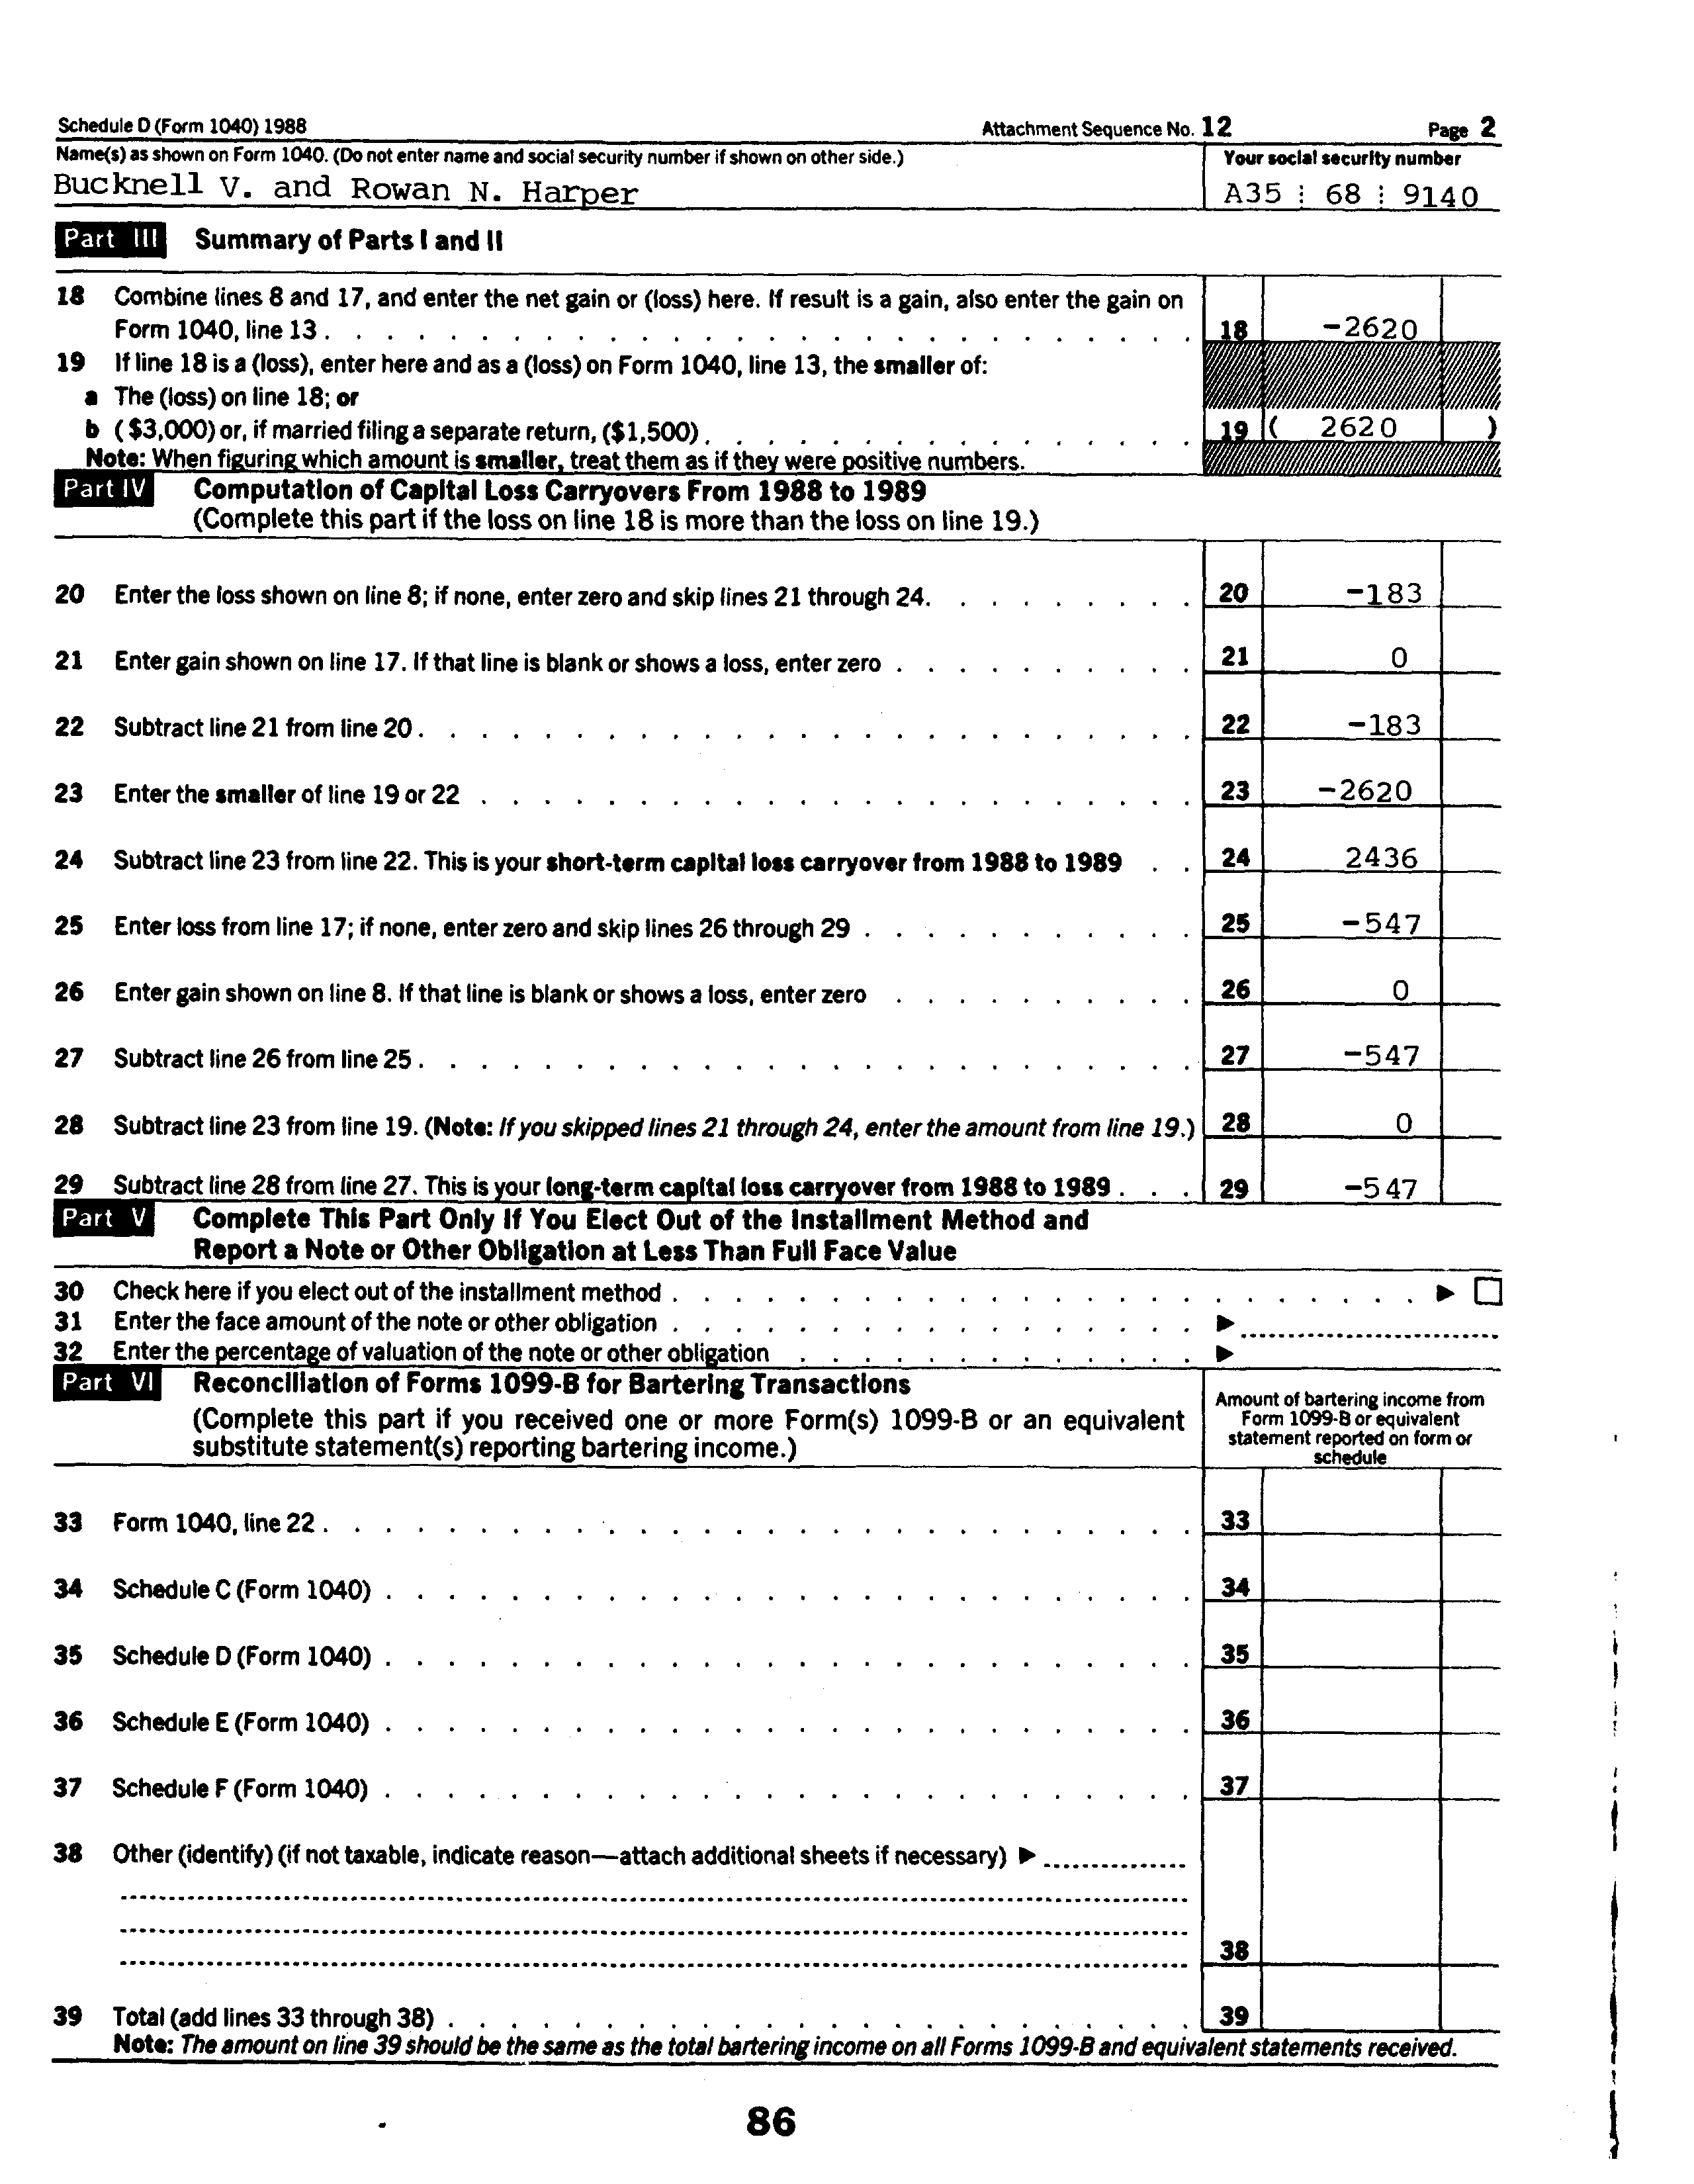 Schedule D (Form 1040) 1988 Attachment Sequence No. 12 Page 2
Name(s) as shown on Form 1040. (Do not enter name and social security number if shown on other side.) Your social security number
Bucknell V. and Rowan N. Harper A35 68 9140
Part III Summary of Parts I and II
18 Combine lines 8 and 17, and enter the net gain or (loss) here. If result is a gain, also enter the gain on
Form 1040, line 13 . . . 18 -2620
19 If line 18 is a (loss), enter here and as a (loss) on Form 1040, line 13, the smaller of:
a The (loss) on line 18; or
b ($3,000) or, if married filing a separate return, ($1,500) . . . 19 ( 2620 )
Note: When figuring which amount is smaller, treat them as if they were positive numbers.
Part IV Computation of Capital Loss Carryovers From 1988 to 1989
(Complete this part if the loss on line 18 is more than the loss on line 19.)
20 Enter the loss shown on line 8; if none, enter zero and skip lines 21 through 24. . . . 20 -183
21 Enter gain shown on line 17. If that line is blank or shows a loss, enter zero . . . 21 0
22 Subtract line 21 from line 20 . . . 22 -183
23 Enter the smaller of line 19 or 22 . . . 23 -2620
24 Subtract line 23 from line 22. This is your short-term capital loss carryover from 1988 to 1989 . . 24 2436
25 Enter loss from line 17; if none, enter zero and skip lines 26 through 29 . . . 25 -547
26 Enter gain shown on line 8. If that line is blank or shows a loss, enter zero . . . 26 0
27 Subtract line 26 from line 25 . . . 27 -547
28 Subtract line 23 from line 19. (Note: If you skipped lines 21 through 24, enter the amount from line 19.) 28 0
29 Subtract line 28 from line 27. This is your long-term capital loss carryover from 1988 to 1989 . . . 29 -547
Part V Complete This Part Only If You Elect Out of the Installment Method and
Report a Note or Other Obligation at Less Than Full Face Value
30 Check here if you elect out of the installment method . . . ▶ ☐
31 Enter the face amount of the note or other obligation . . . ▶
32 Enter the percentage of valuation of the note or other obligation . . . ▶
Part VI Reconciliation of Forms 1099-B for Bartering Transactions
(Complete this part if you received one or more Form(s) 1099-B or an equivalent
substitute statement(s) reporting bartering income.)
Amount of bartering income from
Form 1099-B or equivalent
statement reported on form or
schedule
33 Form 1040, line 22 . . . 33
34 Schedule C (Form 1040) . . . 34
35 Schedule D (Form 1040) . . . 35
36 Schedule E (Form 1040) . . . 36
37 Schedule F (Form 1040) . . . 37
38 Other (identify) (if not taxable, indicate reason—attach additional sheets if necessary) ▶
38
39 Total (add lines 33 through 38) . . . 39
Note: The amount on line 39 should be the same as the total bartering income on all Forms 1099-B and equivalent statements received.
86